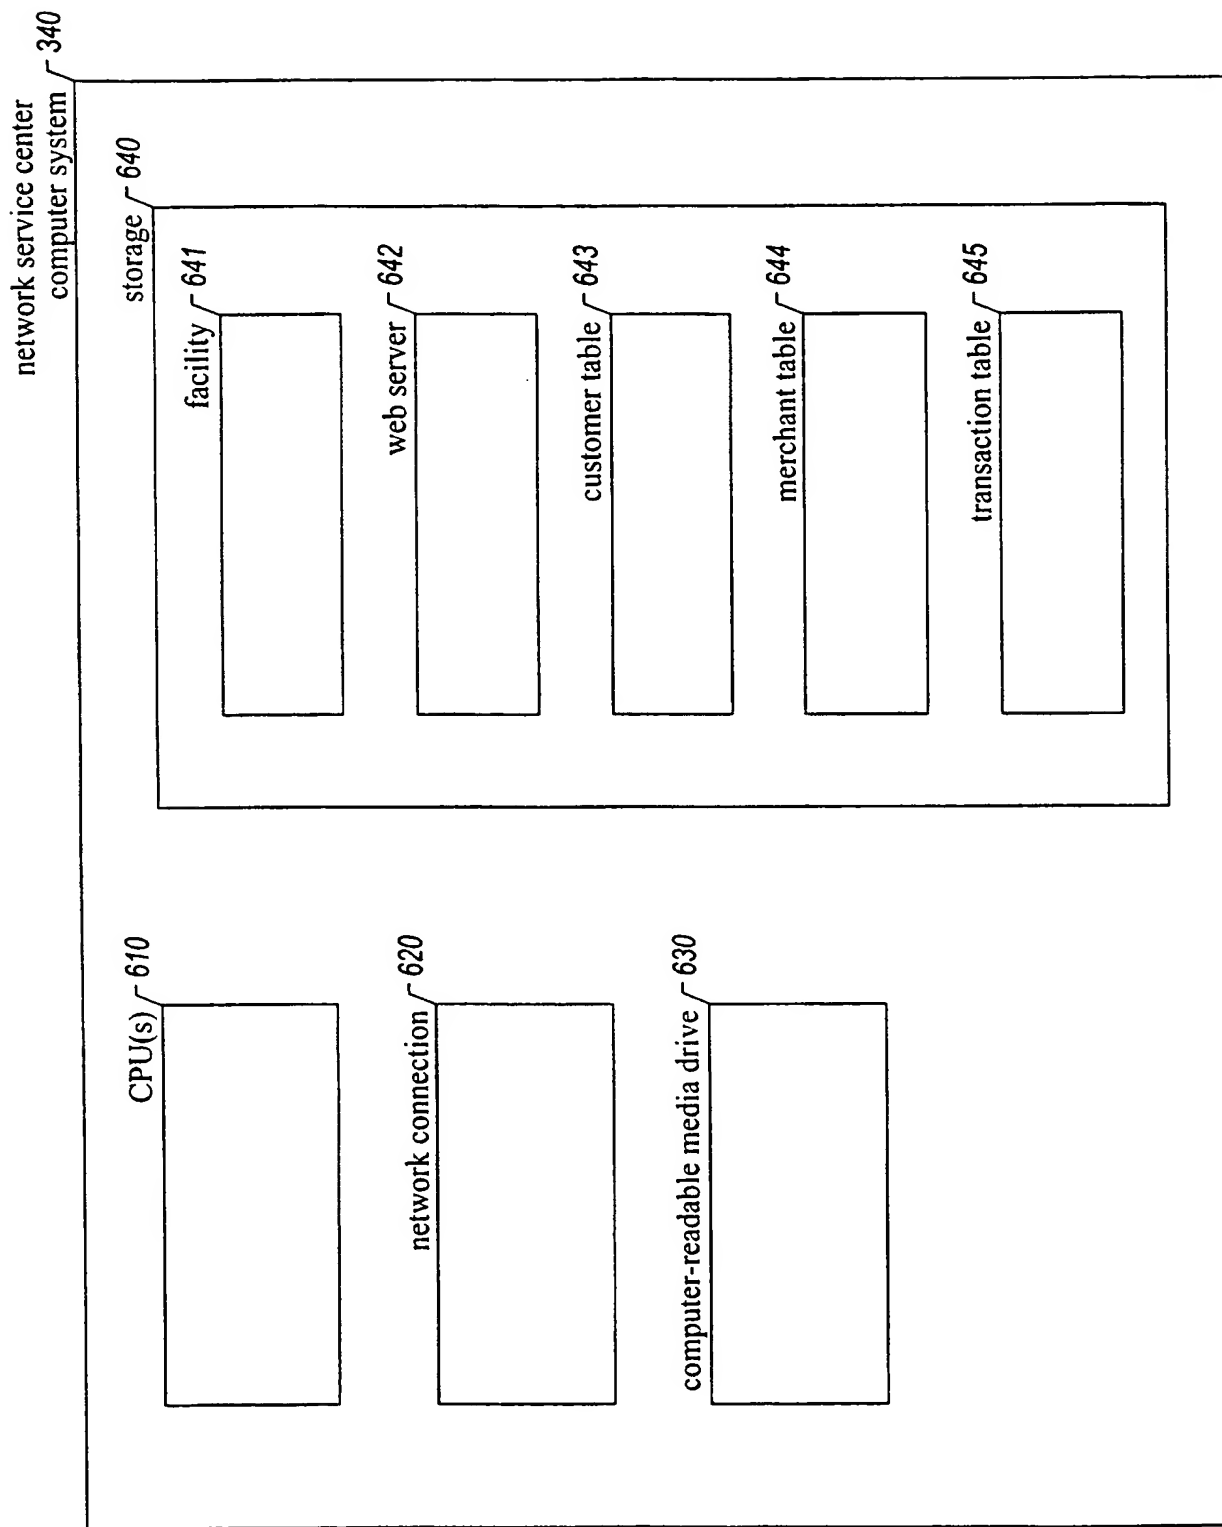 network service center
computer system 340
CPU(s) 610
network connection 620
computer-readable media drive 630
storage 640
facility 641
web server 642
customer table 643
merchant table 644
transaction table 645